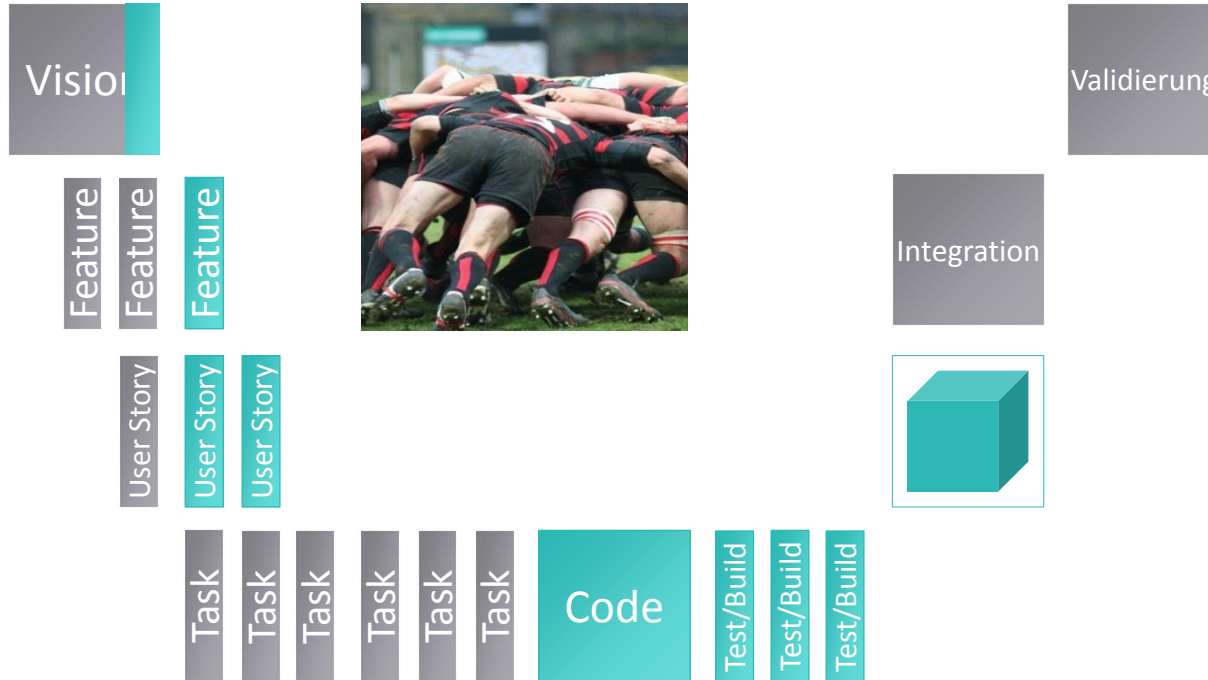 Vision
Validierung
Feature
Feature
Feature
Integration
User Story
User Story
User Story
Task
Task
Task
Task
Task
Task
Code
Test/Build
Test/Build
Test/Build